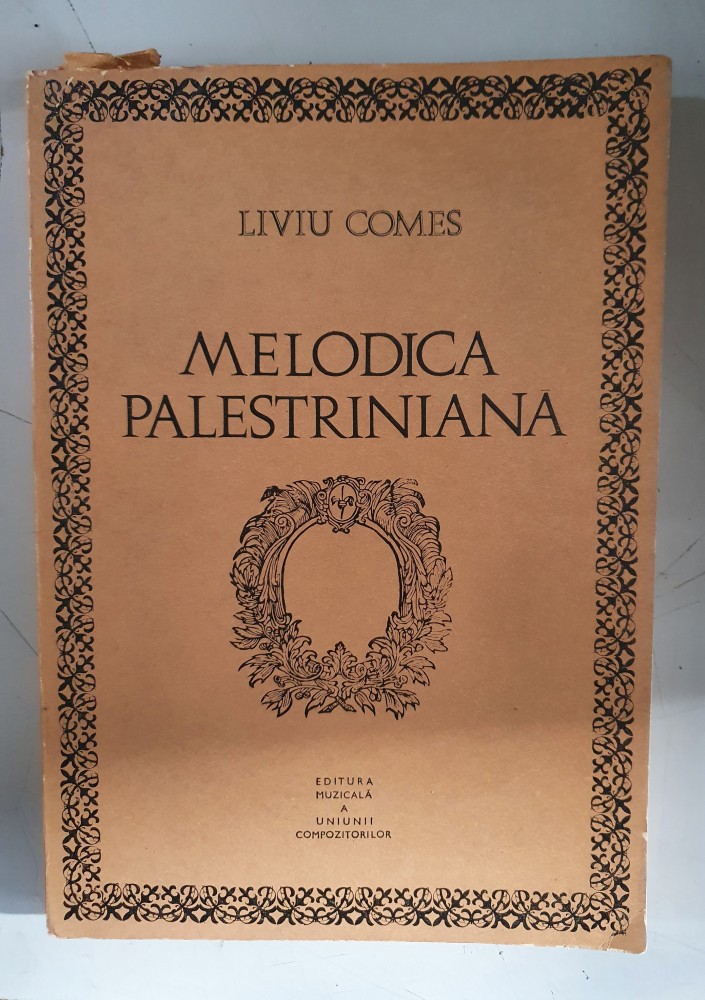 LIVIU COMES
MELODICA
PALESTRINIANĂ
EDITURA
MUZICALĂ
A
UNIUNII
COMPOZITORILOR